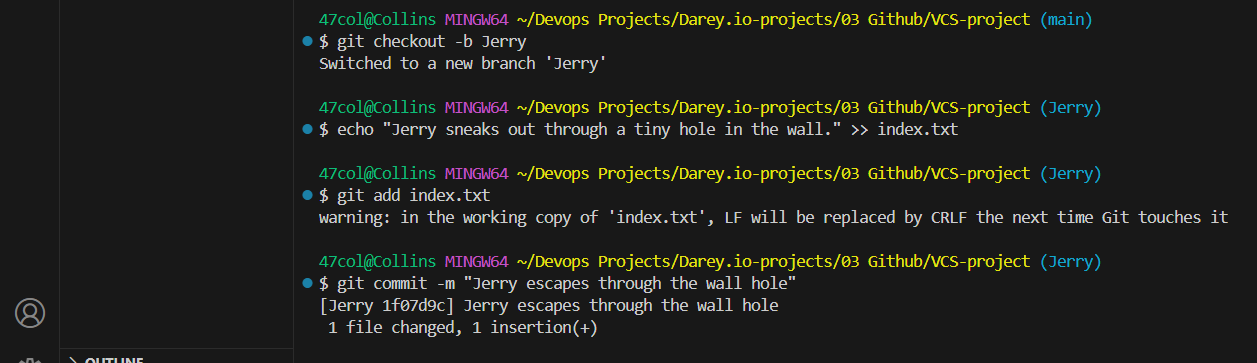 47col@Collins MINGW64 ~/Devops Projects/Darey.io-projects/03 Github/VCS-project (main)
$ git checkout -b Jerry
Switched to a new branch 'Jerry'
47col@Collins MINGW64 ~/Devops Projects/Darey.io-projects/03 Github/VCS-project (Jerry)
$ echo "Jerry sneaks out through a tiny hole in the wall." >> index.txt
47col@Collins MINGW64 ~/Devops Projects/Darey.io-projects/03 Github/VCS-project (Jerry)
$ git add index.txt
warning: in the working copy of 'index.txt', LF will be replaced by CRLF the next time Git touches it
47col@Collins MINGW64 ~/Devops Projects/Darey.io-projects/03 Github/VCS-project (Jerry)
$ git commit -m "Jerry escapes through the wall hole"
[Jerry 1f07d9c] Jerry escapes through the wall hole
 1 file changed, 1 insertion(+)
OUTLINE